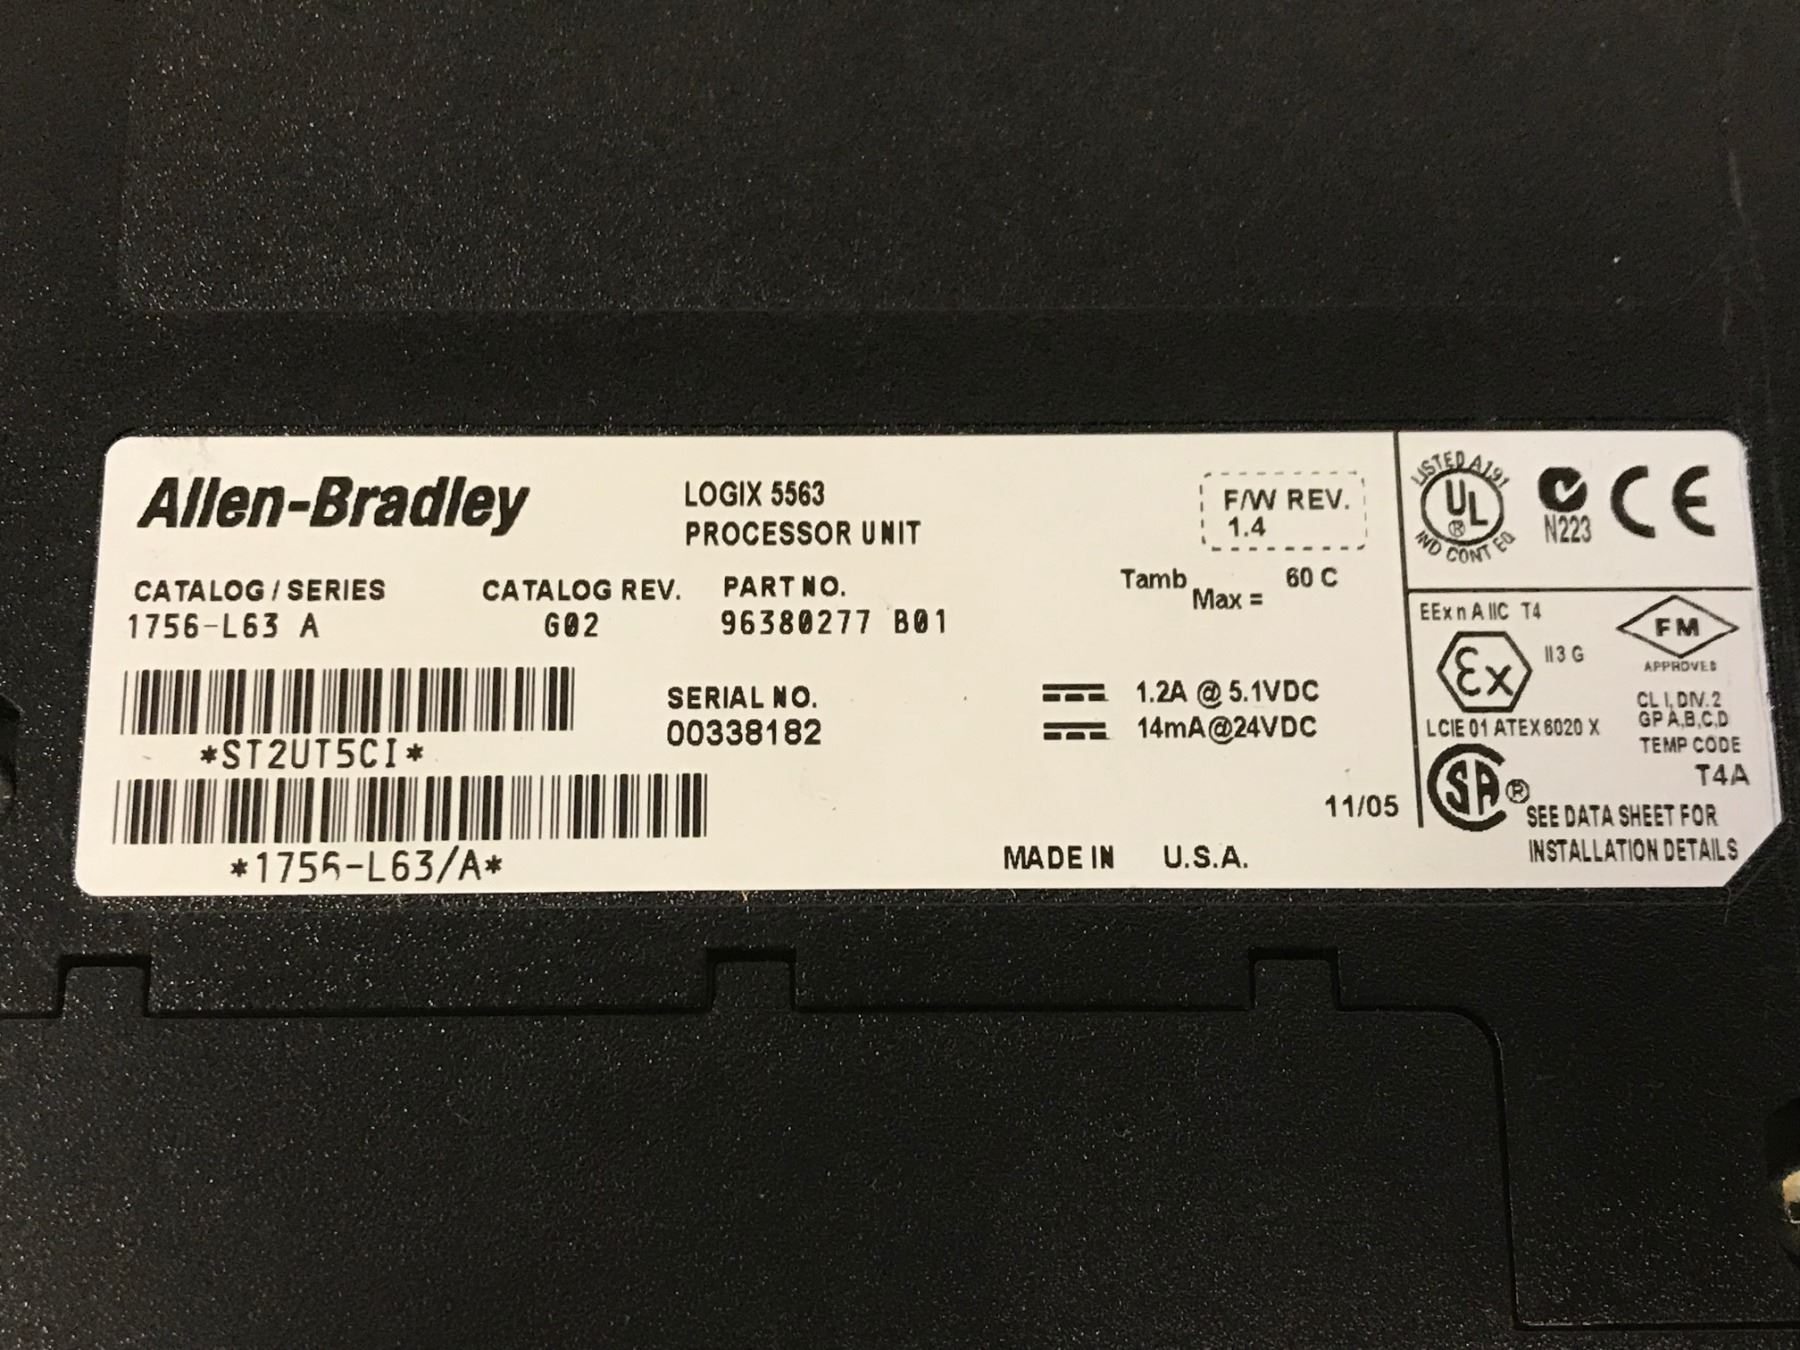 Allen-Bradley
LOGIX 5563
PROCESSOR UNIT
F/W REV.
1.4
CATALOG / SERIES
1756-L63 A
CATALOG REV.
G02
PART NO.
96380277 B01
Tamb Max = 60 C
*ST2UT5CI*
SERIAL NO.
00338182
1.2A @ 5.1VDC
14mA@24VDC
*1756-L63/A*
11/05
MADE IN U.S.A.
LISTED A191
UL
®
IND CONT EQ
N223
CE
EEx n A IIC T4
Ex
II 3 G
LCIE 01 ATEX 6020 X
FM
APPROVED
CL I, DIV. 2
GP A,B,C,D
TEMP CODE
T4A
SA ®
SEE DATA SHEET FOR
INSTALLATION DETAILS